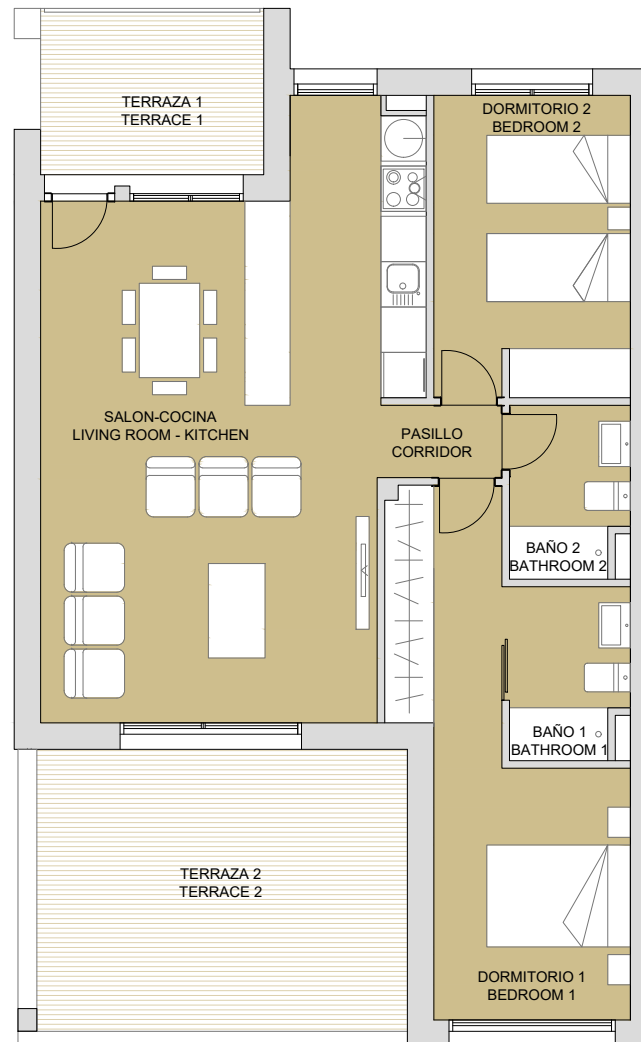 TERRAZA 1
TERRACE 1
DORMITORIO 2
BEDROOM 2
SALON-COCINA
LIVING ROOM - KITCHEN
PASILLO
CORRIDOR
BAÑO 2
BATHROOM 2
BAÑO 1
BATHROOM 1
TERRAZA 2
TERRACE 2
DORMITORIO 1
BEDROOM 1